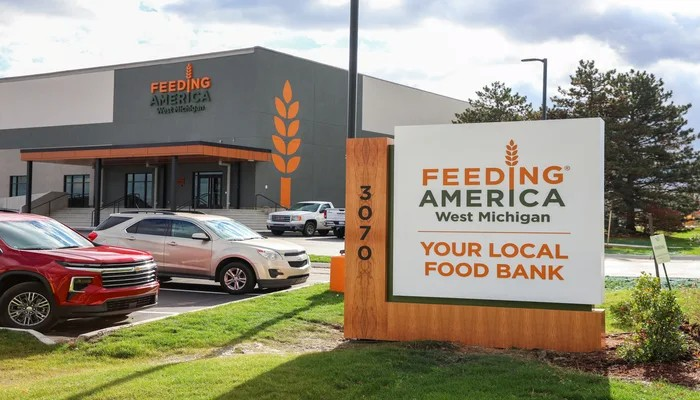 FEEDING
AMERICA
West Michigan
3070
FEEDING®
AMERICA
West Michigan
YOUR LOCAL
FOOD BANK